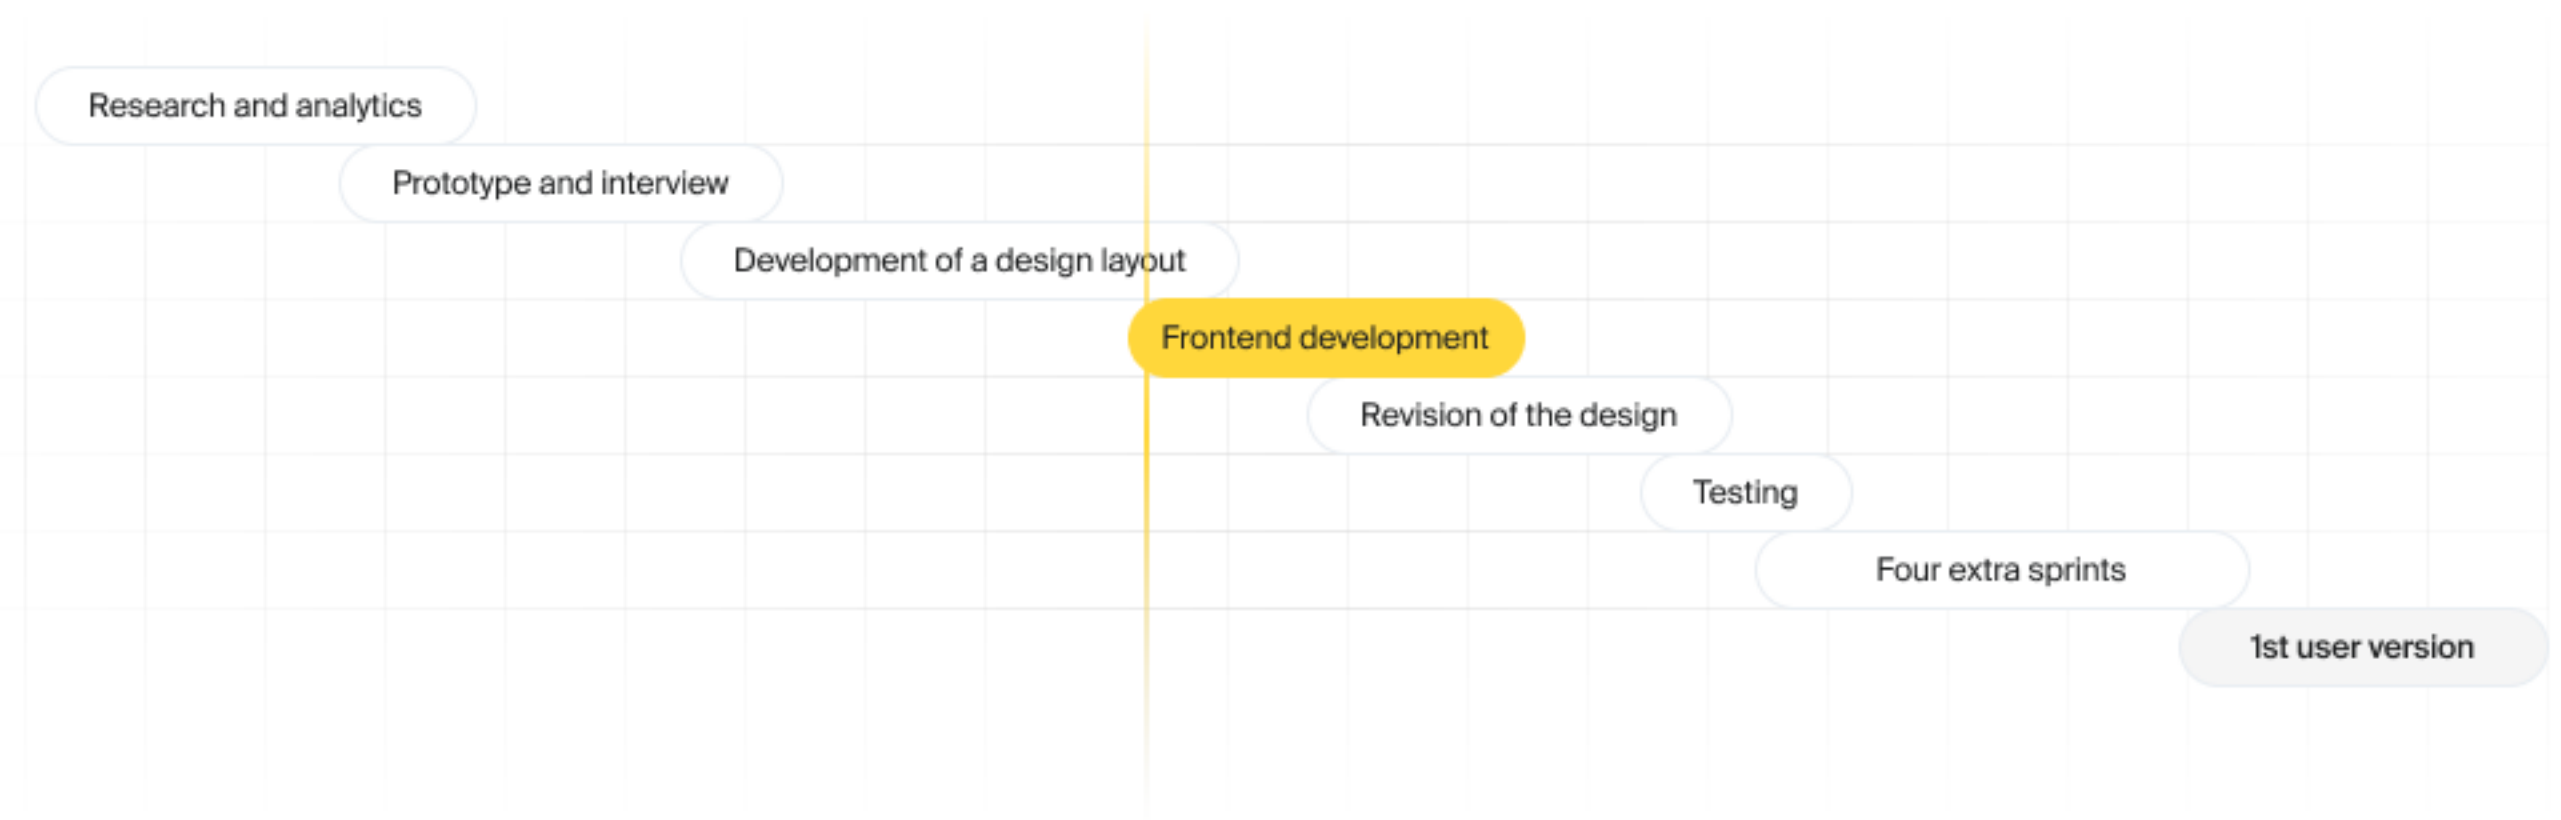 Research and analytics
Prototype and interview
Development of a design layout
Frontend development
Revision of the design
Testing
Four extra sprints
1st user version